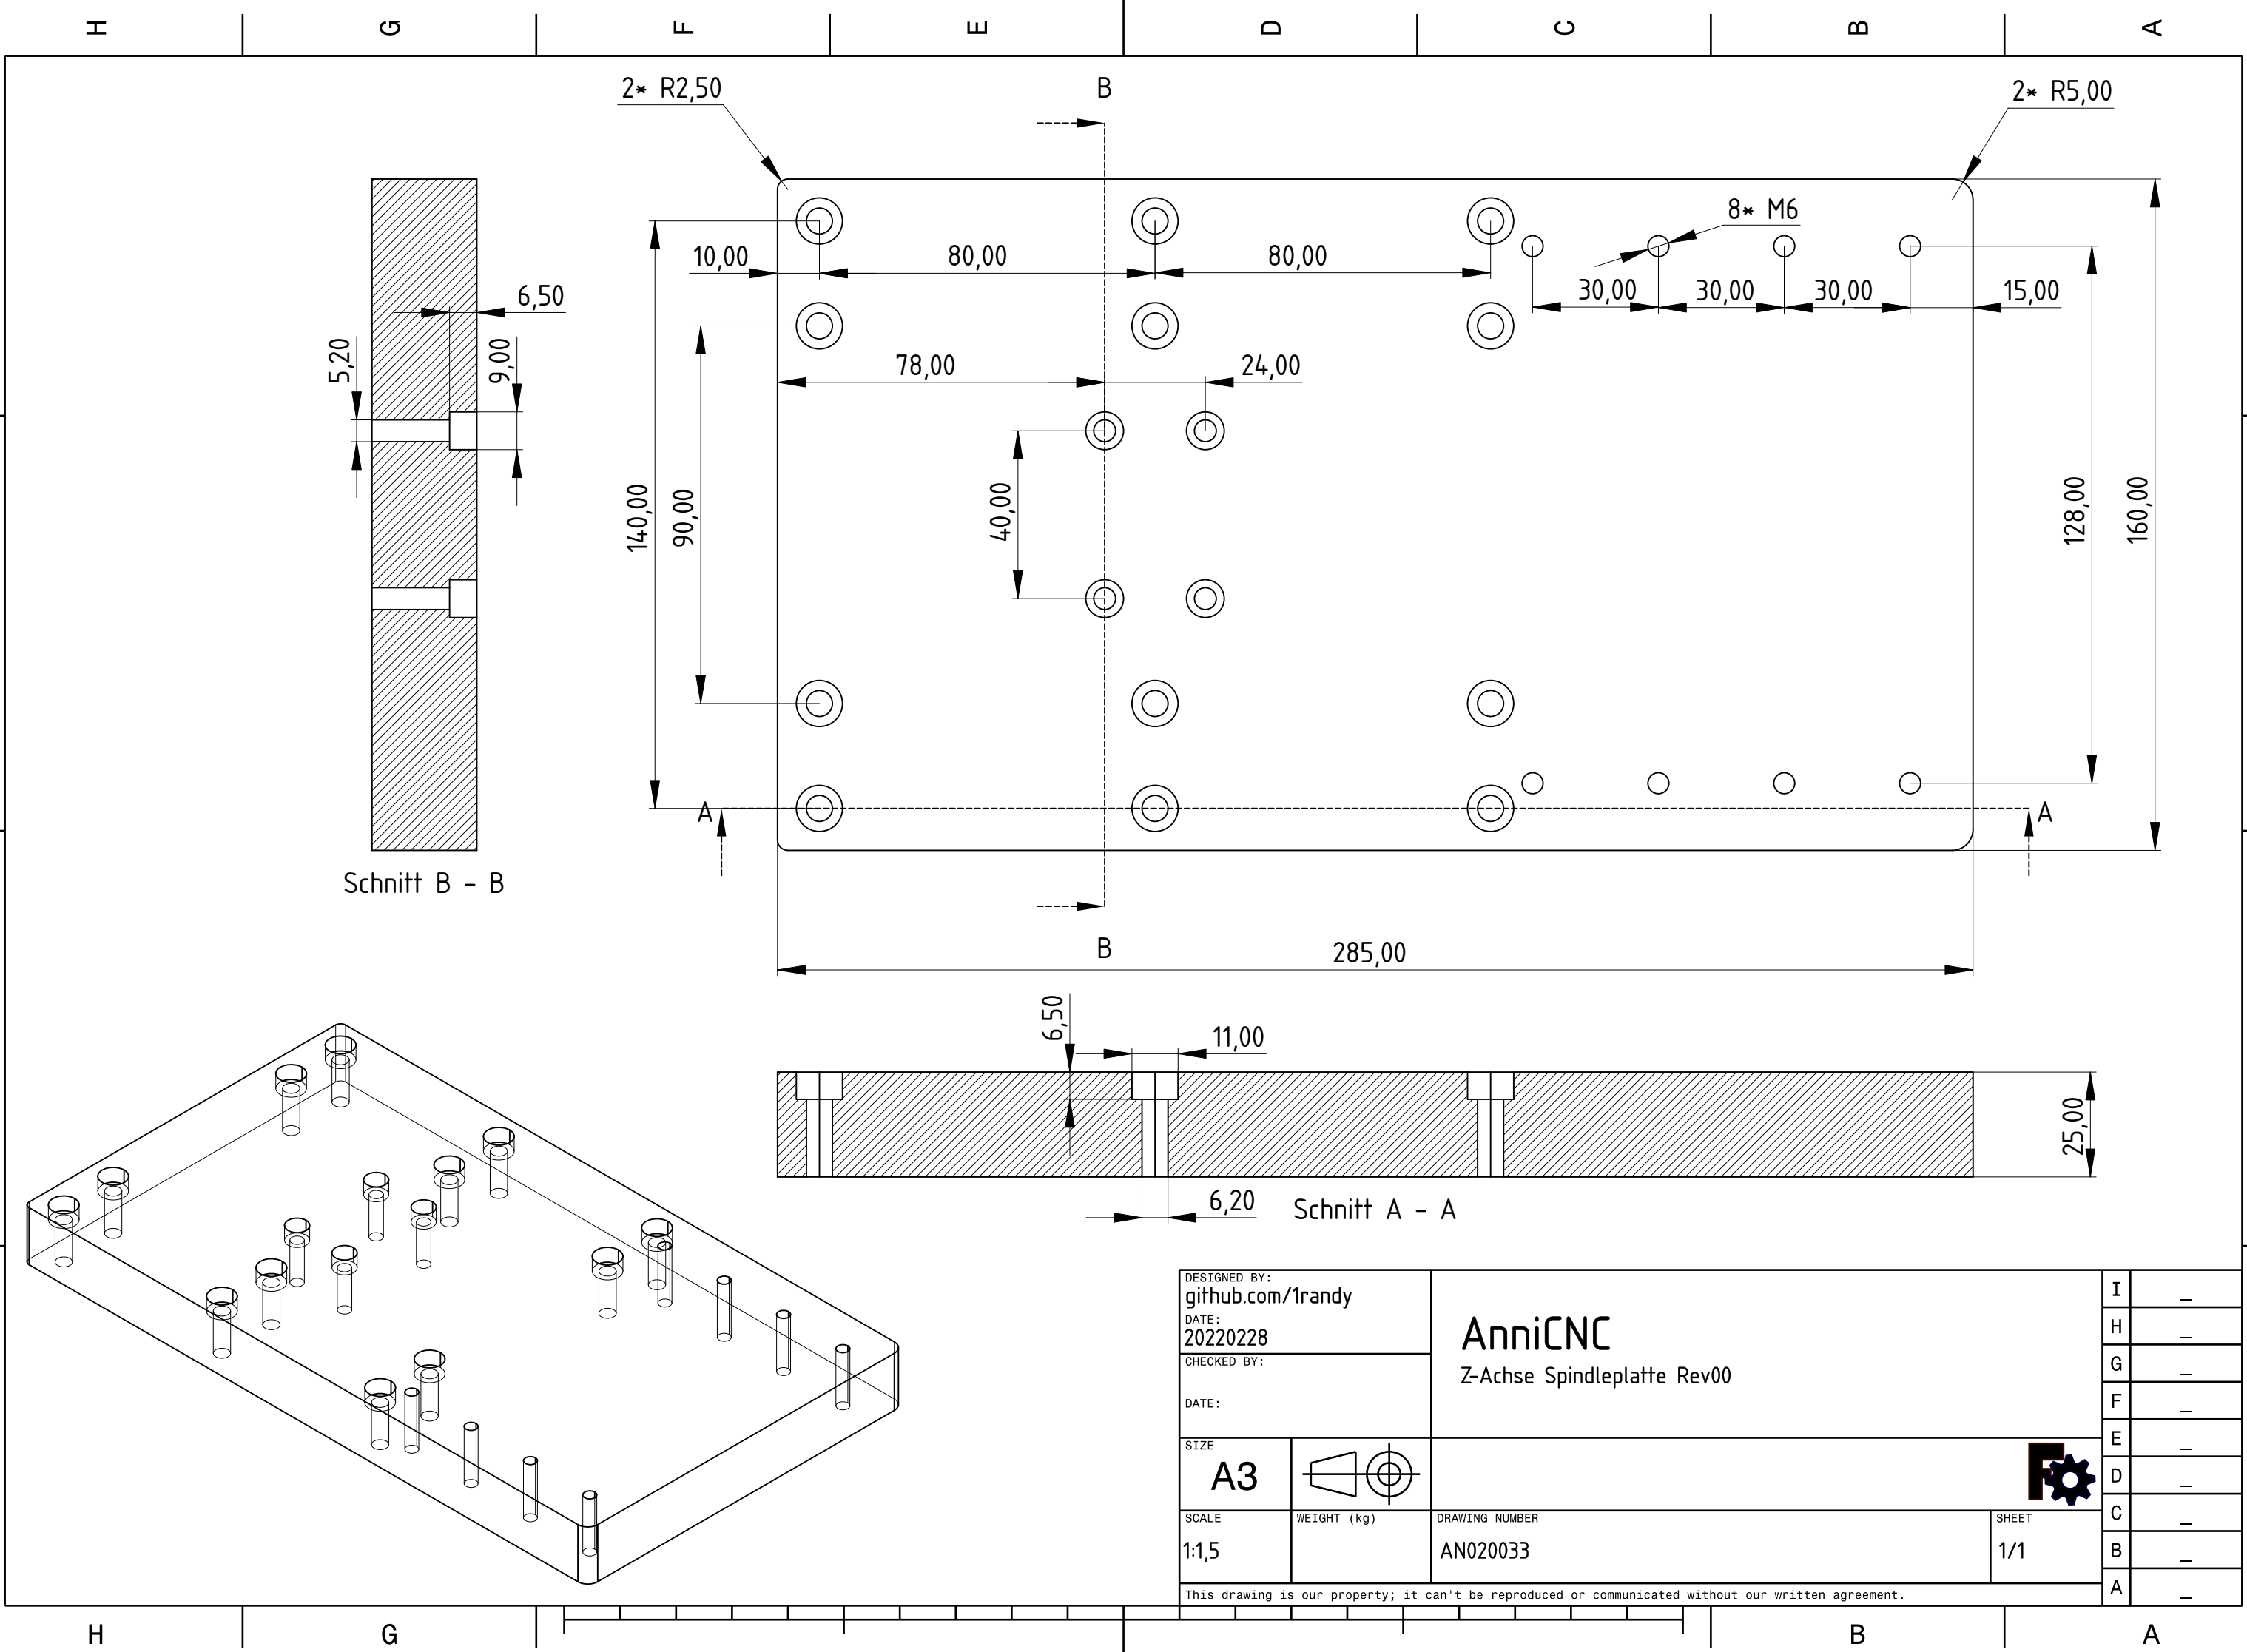 H G F E D C B A
2* R2,50
B
2* R5,00
8* M6
10,00 80,00 80,00
30,00 30,00 30,00 15,00
6,50
5,20
9,00
78,00 24,00
140,00
90,00
40,00
128,00
160,00
A A
Schnitt B - B
B
285,00
6,50
11,00
25,00
6,20
Schnitt A - A
DESIGNED BY:
github.com/1randy
DATE:
20220228
CHECKED BY:
DATE:
AnniCNC
Z-Achse Spindleplatte Rev00
SIZE
A3
SCALE
1:1,5
WEIGHT (kg)
DRAWING NUMBER
AN020033
SHEET
1/1
This drawing is our property; it can't be reproduced or communicated without our written agreement.
I _
H _
G _
F _
E _
D _
C _
B _
A _
F
H G B A